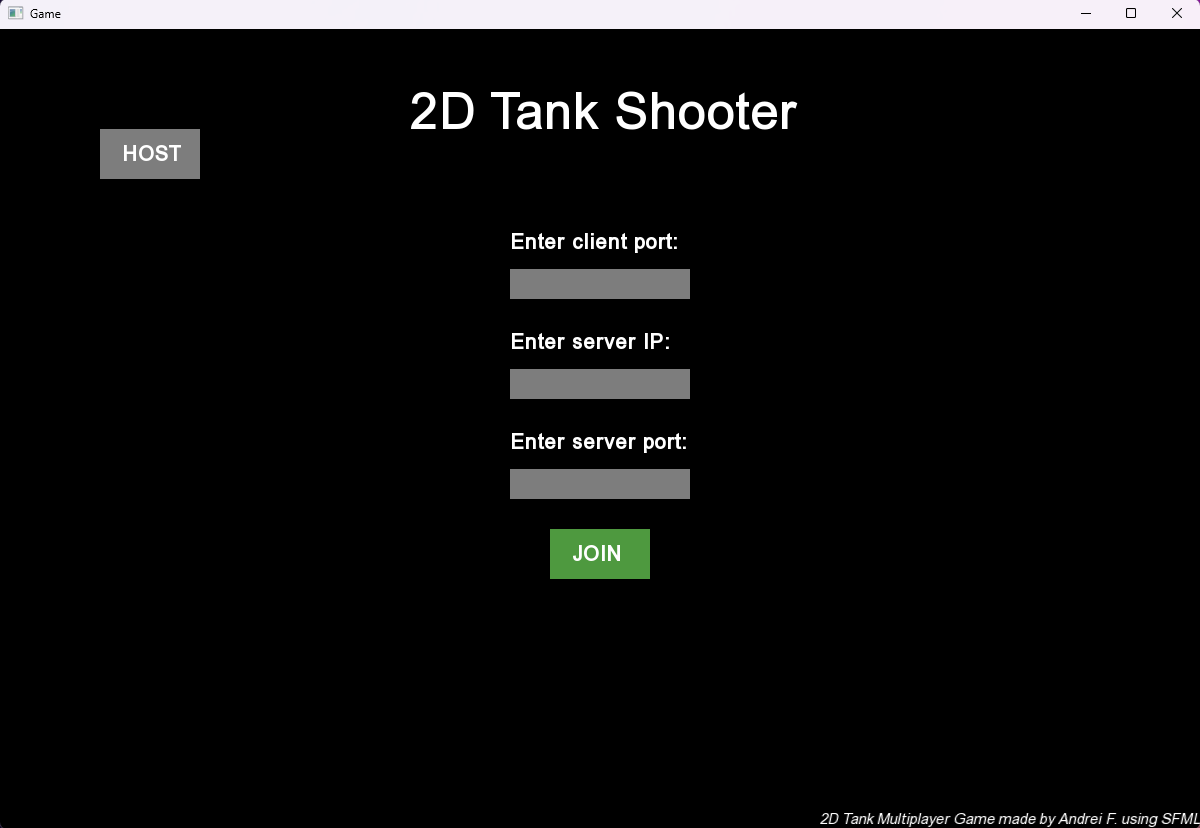 Game
2D Tank Shooter
HOST
Enter client port:
Enter server IP:
Enter server port:
JOIN
2D Tank Multiplayer Game made by Andrei F. using SFML